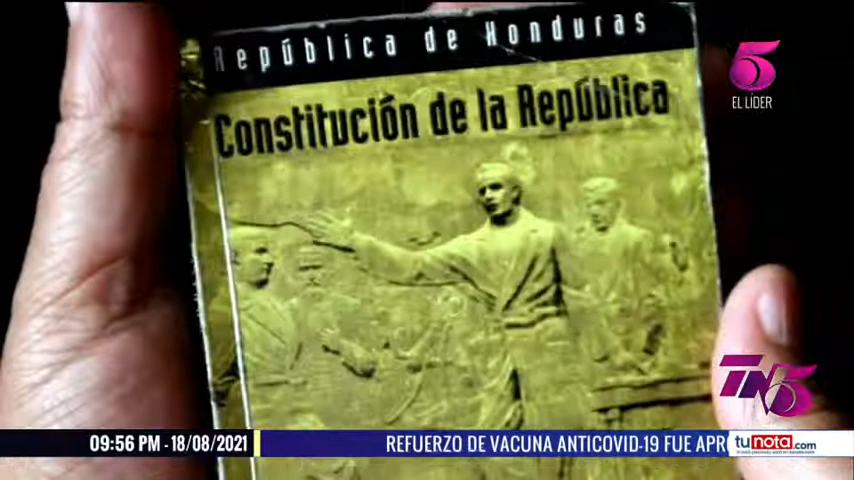 República de Honduras
Constitución de la República
5
EL LÍDER
TN5
09:56 PM - 18/08/2021
REFUERZO DE VACUNA ANTICOVID-19 FUE APR
tunota.com